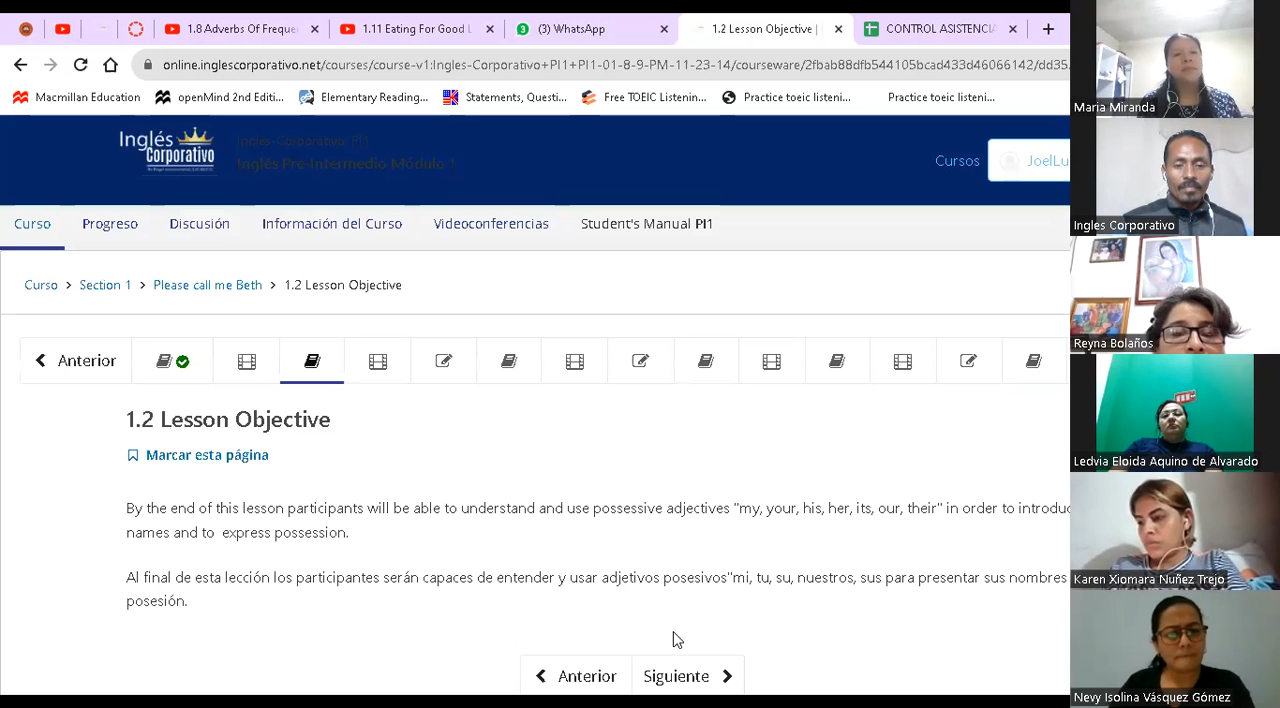 1.8 Adverbs Of Freque
1.11 Eating For Good L
3 (3) WhatsApp
1.2 Lesson Objective |
CONTROL ASISTENCIA
online.inglescorporativo.net/courses/course-v1:Ingles-Corporativo+PI1+PI1-01-8-9-PM-11-23-14/courseware/2fbab88dfb544105bcad433d46066142/dd35.
Macmillan Education
openMind 2nd Editi...
Elementary Reading...
Statements, Questi...
Free TOEIC Listenin...
Practice toeic listeni...
Practice toeic listeni...
Inglés
Corporativo
Ingles-Corporativo: PI1
Inglés Pre-Intermedio Módulo 1
Cursos
JoelLu
Curso
Progreso
Discusión
Información del Curso
Videoconferencias
Student's Manual PI1
Curso > Section 1 > Please call me Beth > 1.2 Lesson Objective
Anterior
1.2 Lesson Objective
Marcar esta página
By the end of this lesson participants will be able to understand and use possessive adjectives "my, your, his, her, its, our, their" in order to introdu
names and to express possession.
Al final de esta lección los participantes serán capaces de entender y usar adjetivos posesivos"mi, tu, su, nuestros, sus para presentar sus nombres
posesión.
Anterior
Siguiente
Maria Miranda
Ingles Corporativo
Reyna Bolaños
Ledvia Eloida Aquino de Alvarado
Karen Xiomara Nuñez Trejo
Nevy Isolina Vásquez Gómez